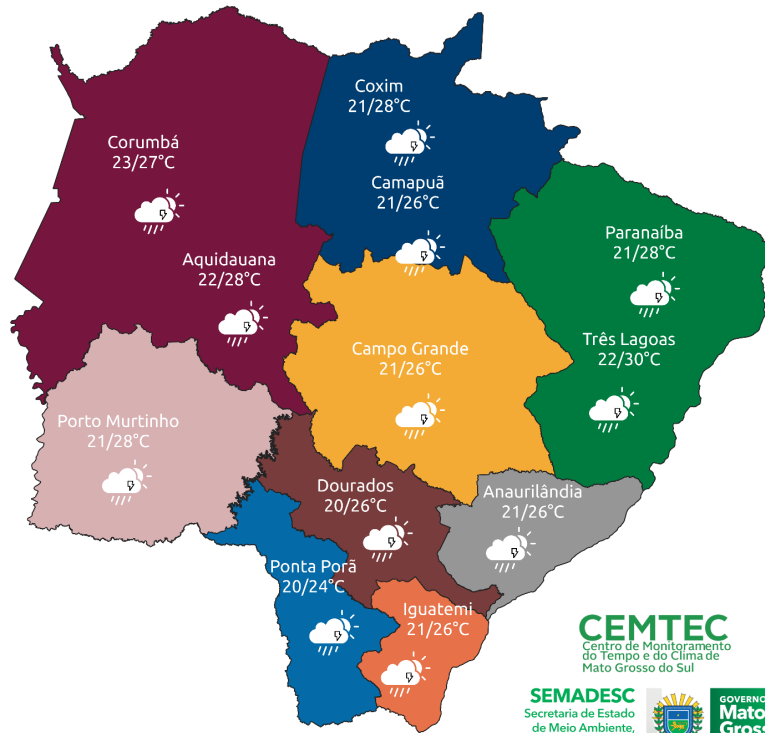 Coxim
21/28°C
Corumbá
23/27°C
Camapuã
21/26°C
Paranaíba
21/28°C
Aquidauana
22/28°C
Três Lagoas
22/30°C
Campo Grande
21/26°C
Porto Murtinho
21/28°C
Dourados
20/26°C
Anaurilândia
21/26°C
Ponta Porã
20/24°C
Iguatemi
21/26°C
CEMTEC
Centro de Monitoramento
do Tempo e do Clima de
Mato Grosso do Sul
SEMADESC
Secretaria de Estado
de Meio Ambiente,
GOVERNO
Mato
Gross